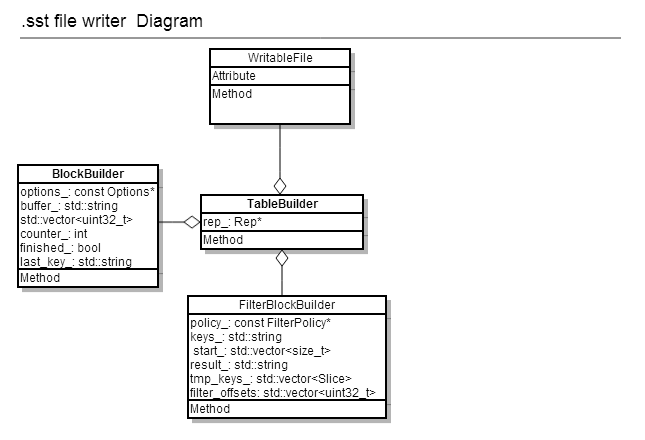 .sst file writer  Diagram
WritableFile
Attribute
Method
BlockBuilder
options_: const Options*
buffer_: std::string
std::vector<uint32_t>
counter_: int
finished_: bool
last_key_: std::string
Method
TableBuilder
rep_: Rep*
Method
FilterBlockBuilder
policy_: const FilterPolicy*
keys_: std::string
start_: std::vector<size_t>
result_: std::string
tmp_keys_: std::vector<Slice>
filter_offsets: std::vector<uint32_t>
Method